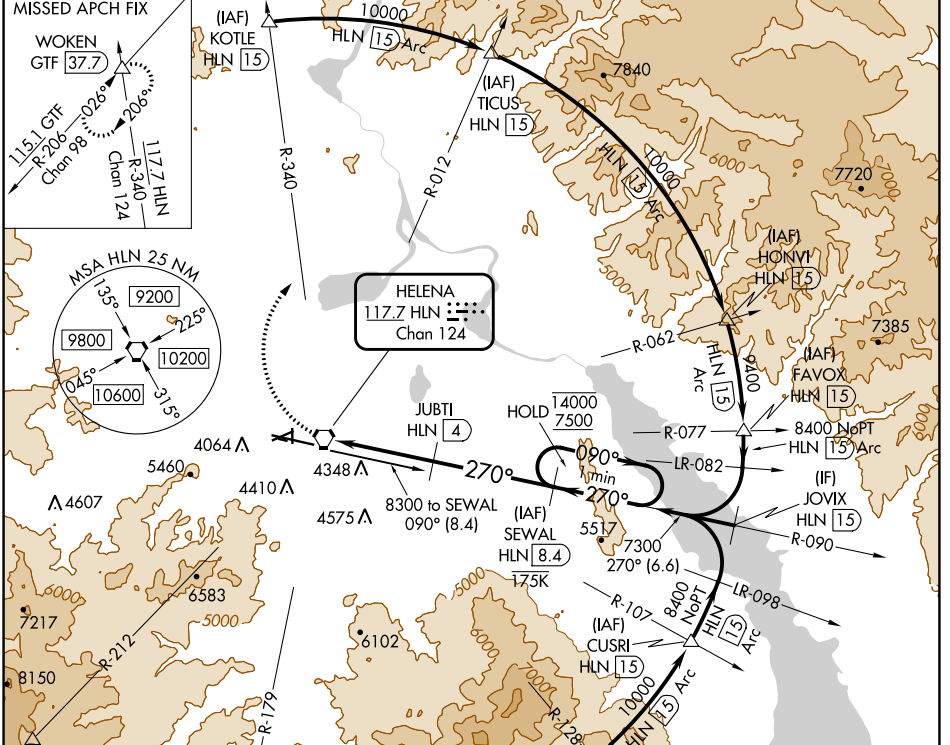 MISSED APCH FIX
WOKEN
GTF 37.7
026°
206°
115.1 GTF
R-206
Chan 98
117.7 HLN
R-340
Chan 124
(IAF)
KOTLE
HLN 15
10000
HLN 15 Arc
(IAF)
TICUS
HLN 15
7840
R-340
R-012
10000
HLN 15 Arc
6000
7720
5000
(IAF)
HONVI
HLN 15
MSA HLN 25 NM
135°
9200
225°
9800
10200
045°
10600
315°
HELENA
117.7 HLN
Chan 124
R-062
7385
9400
HLN 15
Arc
(IAF)
FAVOX
HLN 15
JUBTI
HLN 4
HOLD
14000
7500
R-077
8400 NoPT
HLN 15 Arc
090°
1 min
270°
LR-082
270°
4064
4348
5460
4410
4607
4575
8300 to SEWAL
090° (8.4)
(IAF)
SEWAL
HLN 8.4
175K
5517
7300
270° (6.6)
(IF)
JOVIX
HLN 15
R-090
LR-098
6583
6000
5000
7217
8150
R-212
R-179
6102
5000
R-107
8400
NoPT
HLN 15
Arc
(IAF)
CUSRI
HLN 15
10000
HLN 15 Arc
R-128